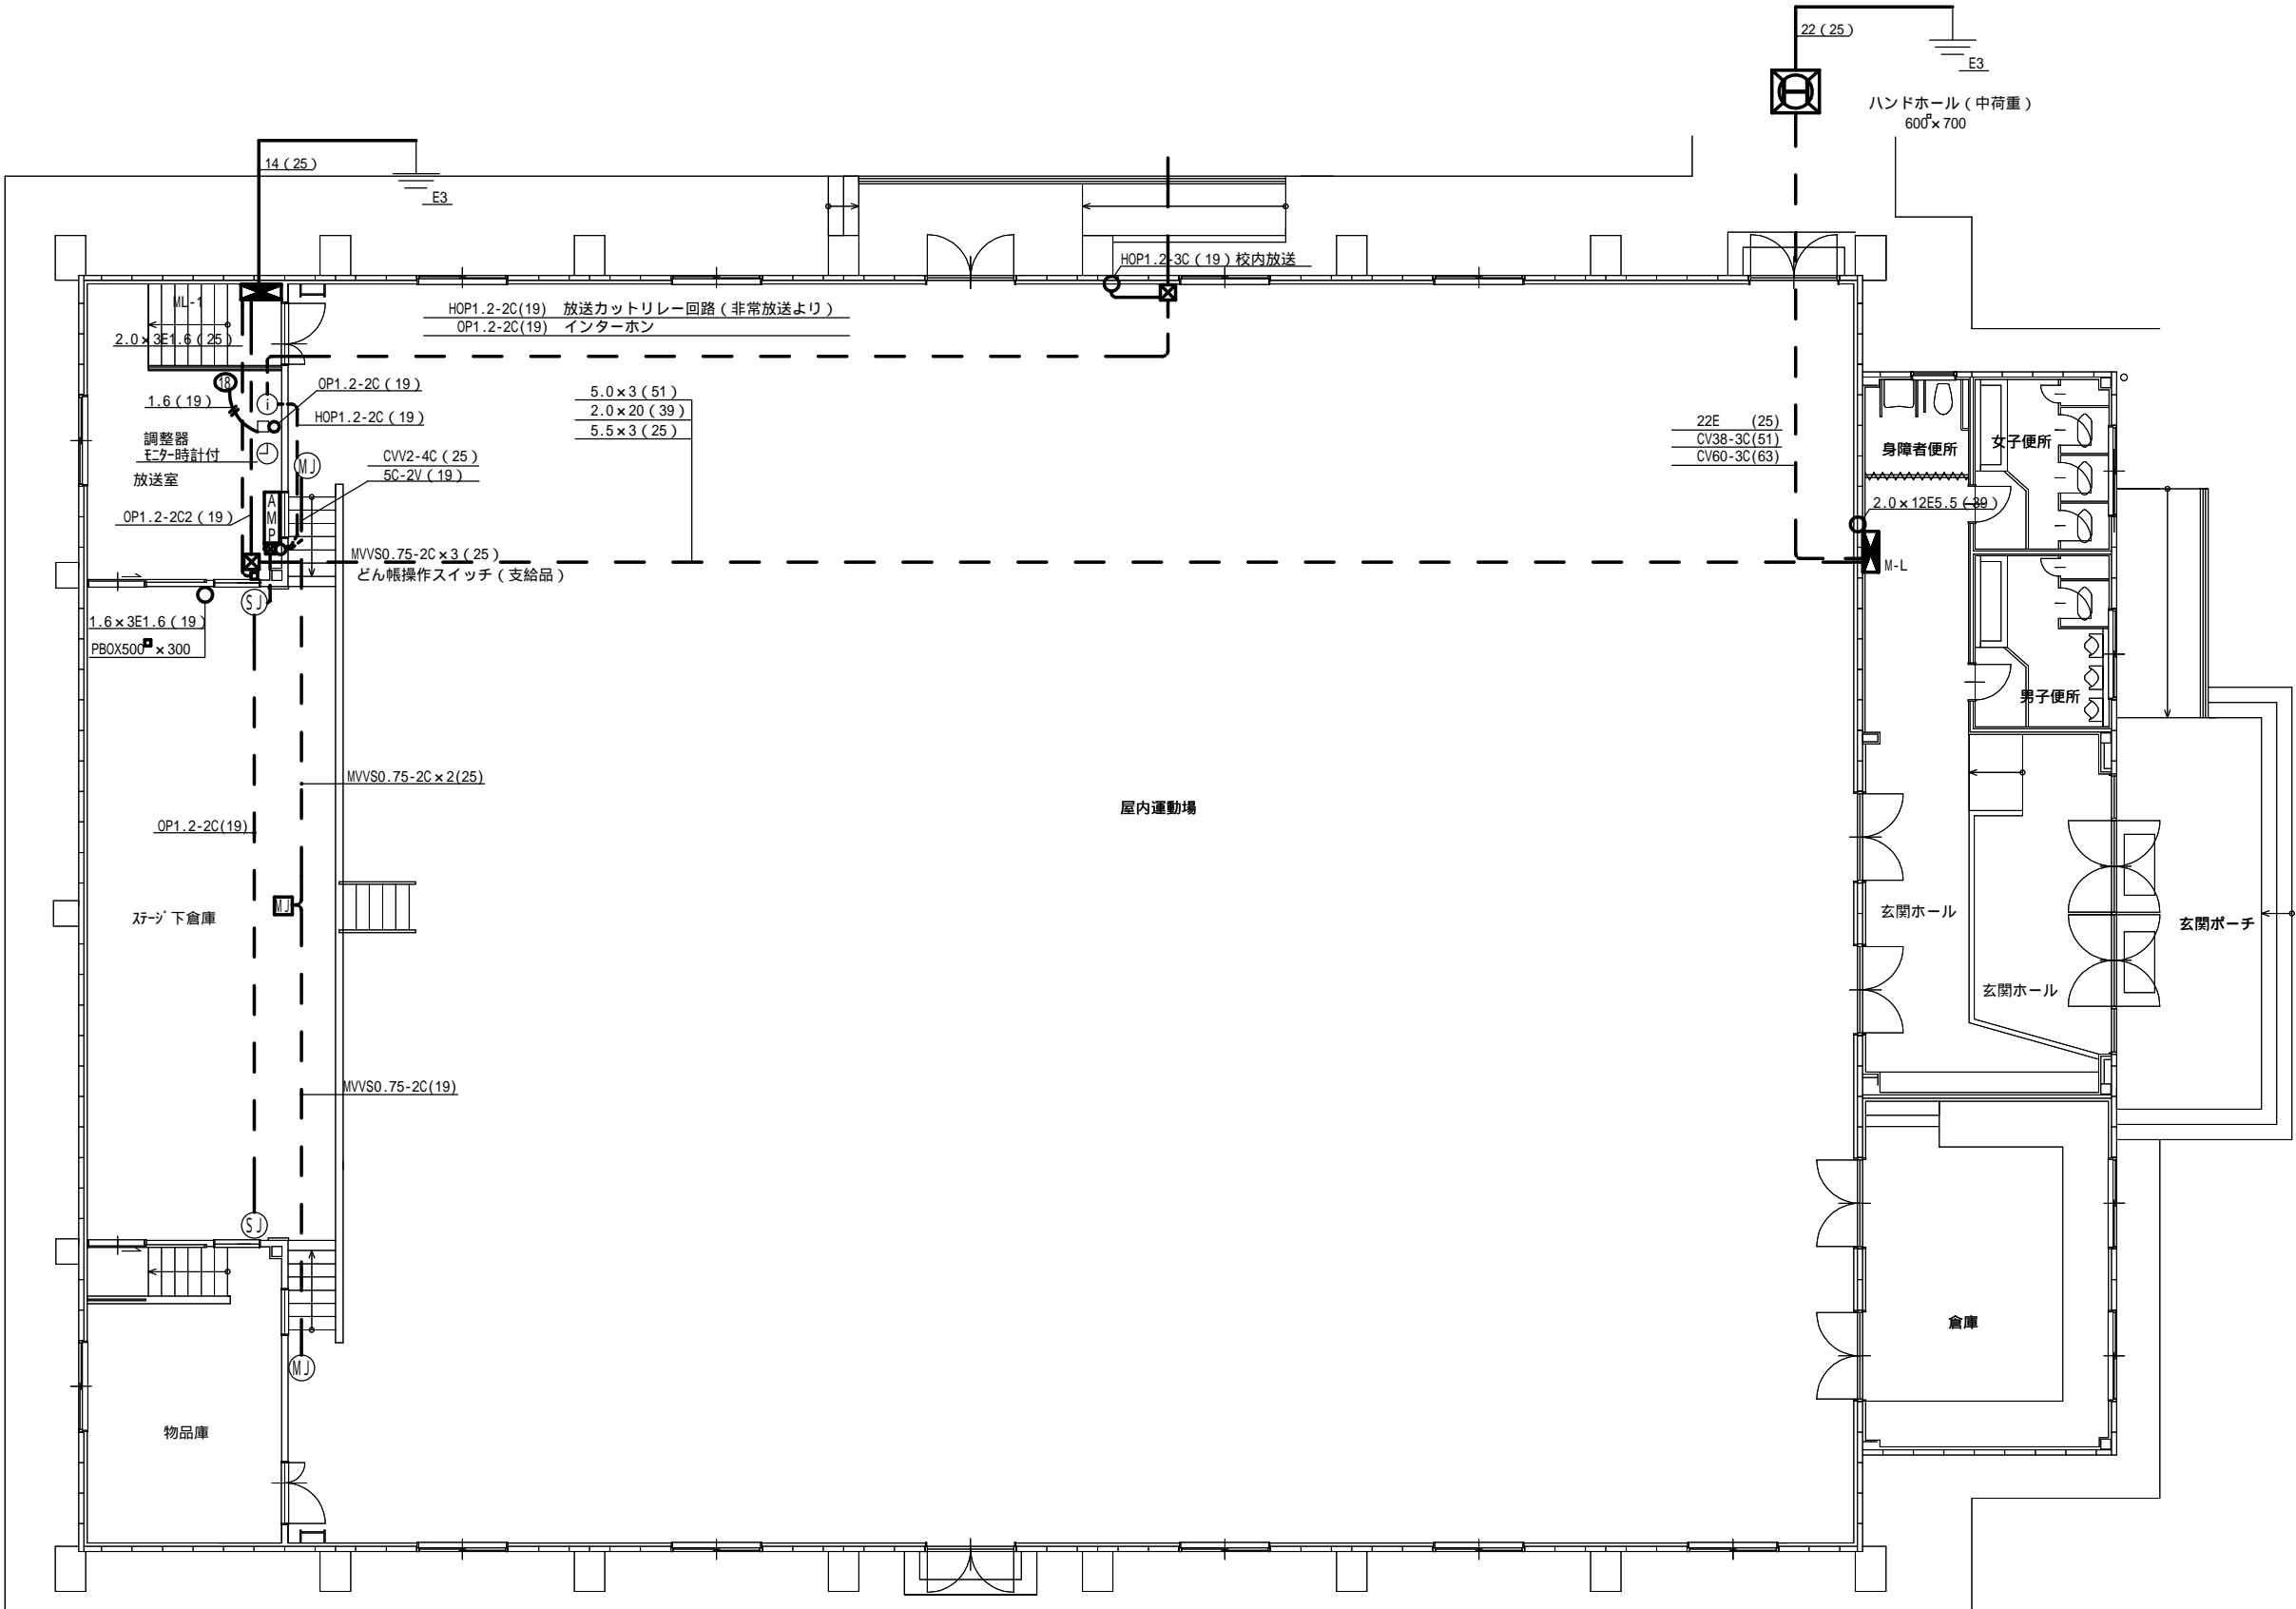 22(25)
E3
ハンドホール(中荷重)
600□×700
14(25)
E3
HOP1.2-3C(19)校内放送
ML-1
HOP1.2-2C(19) 放送カットリレー回路(非常放送より)
OP1.2-2C(19) インターホン
2.0×3E1.6(25)
18
OP1.2-2C(19)
1.6(19)
i
HOP1.2-2C(19)
5.0×3(51)
2.0×20(39)
5.5×3(25)
22E (25)
CV38-3C(51)
CV60-3C(63)
調整器
モニター時計付
放送室
MJ
CVV2-4C(25)
5C-2V(19)
身障者便所
女子便所
AMP
OP1.2-2C2(19)
2.0×12E5.5(39)
MVVS0.75-2C×3(25)
どん帳操作スイッチ(支給品)
M-L
SJ
1.6×3E1.6(19)
PBOX500□×300
男子便所
MVVS0.75-2C×2(25)
屋内運動場
OP1.2-2C(19)
MJ
ステージ下倉庫
玄関ホール
玄関ポーチ
玄関ホール
MVVS0.75-2C(19)
SJ
倉庫
MJ
物品庫